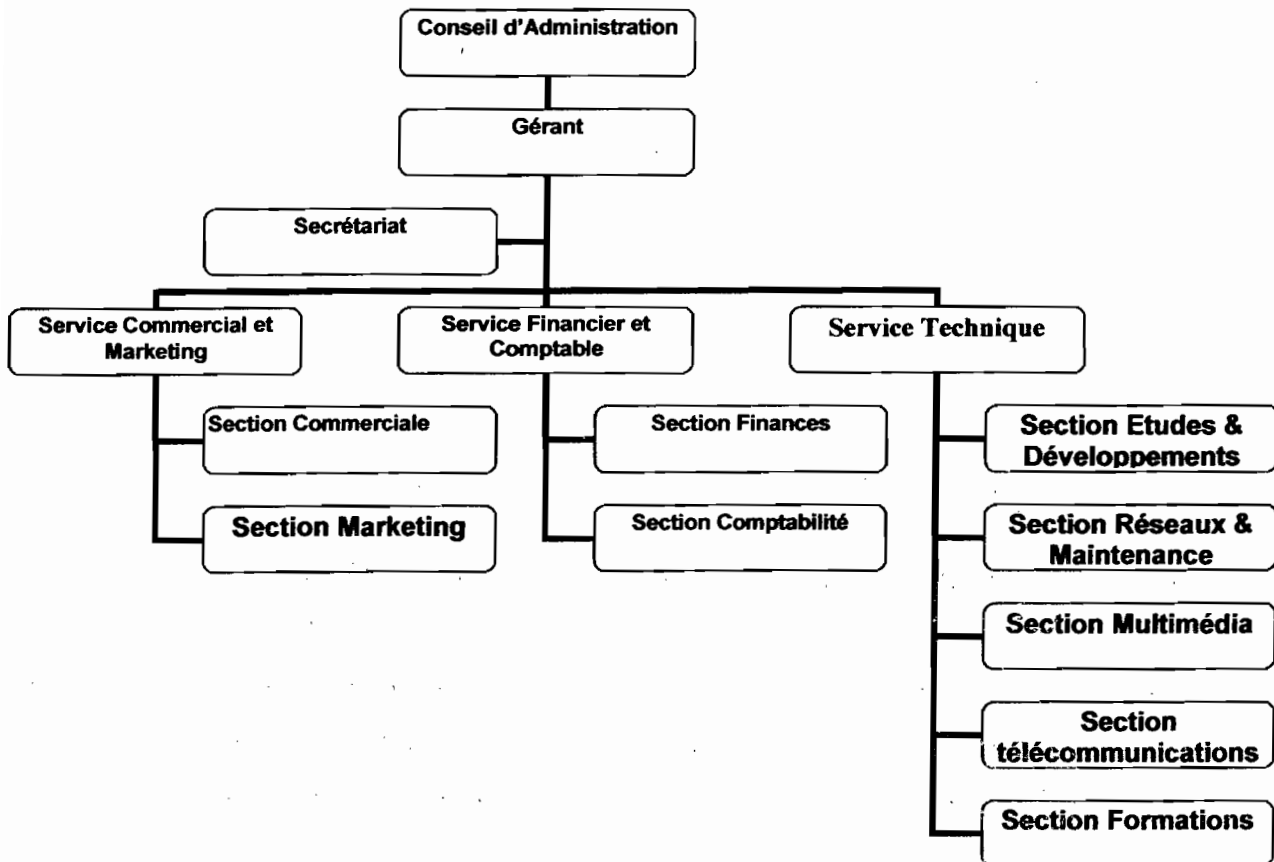 Conseil d'Administration
Gérant
Secrétariat
Service Commercial et
Marketing
Service Financier et
Comptable
Service Technique
Section Commerciale
Section Marketing
Section Finances
Section Comptabilité
Section Etudes &
Développements
Section Réseaux &
Maintenance
Section Multimédia
Section
télécommunications
Section Formations